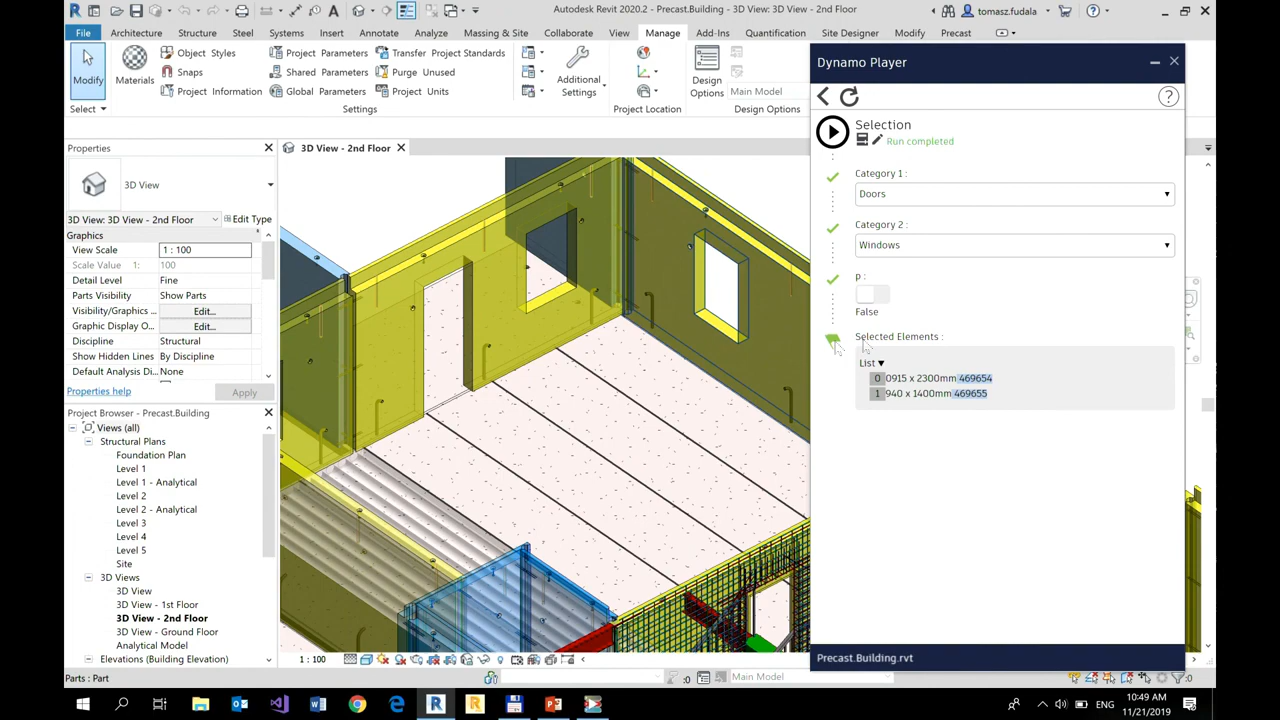 Autodesk Revit 2020.2 - Precast.Building - 3D View: 3D View - 2nd Floor
tomasz.fudala
File Architecture Structure Steel Systems Insert Annotate Analyze Massing & Site Collaborate View Manage Add-Ins Quantification Site Designer Modify Precast
Modify
Select
Materials
Object Styles
Snaps
Project Information
Project Parameters
Shared Parameters
Global Parameters
Transfer Project Standards
Purge Unused
Project Units
Settings
Additional
Settings
Project Location
Design
Options
Main Model
Design Options
Properties
3D View
3D View: 3D View - 2nd Floor
Edit Type
Graphics
View Scale 1 : 100
Scale Value 1: 100
Detail Level Fine
Parts Visibility Show Parts
Visibility/Graphics ... Edit...
Graphic Display O... Edit...
Discipline Structural
Show Hidden Lines By Discipline
Default Analysis Di... None
Properties help
Apply
Project Browser - Precast.Building
Views (all)
Structural Plans
Foundation Plan
Level 1
Level 1 - Analytical
Level 2
Level 2 - Analytical
Level 3
Level 4
Level 5
Site
3D Views
3D View
3D View - 1st Floor
3D View - 2nd Floor
3D View - Ground Floor
Analytical Model
Elevations (Building Elevation)
3D View - 2nd Floor
1 : 100
Dynamo Player
Selection
Run completed
Category 1 :
Doors
Category 2 :
Windows
p :
False
Selected Elements :
List
0 0915 x 2300mm 469654
1 940 x 1400mm 469655
Precast.Building.rvt
Parts : Part
:0
Main Model
:0
ENG
10:49 AM
11/21/2019